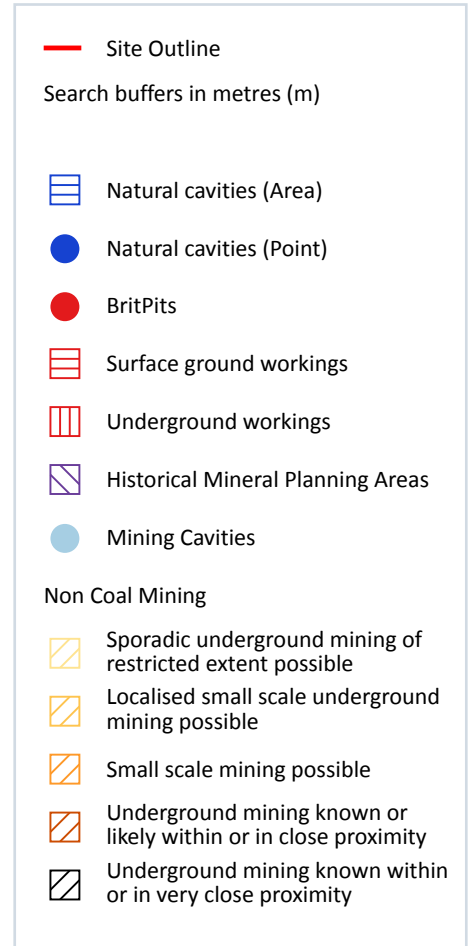 Site Outline
Search buffers in metres (m)
Natural cavities (Area)
Natural cavities (Point)
BritPits
Surface ground workings
Underground workings
Historical Mineral Planning Areas
Mining Cavities
Non Coal Mining
Sporadic underground mining of
restricted extent possible
Localised small scale underground
mining possible
Small scale mining possible
Underground mining known or
likely within or in close proximity
Underground mining known within
or in very close proximity